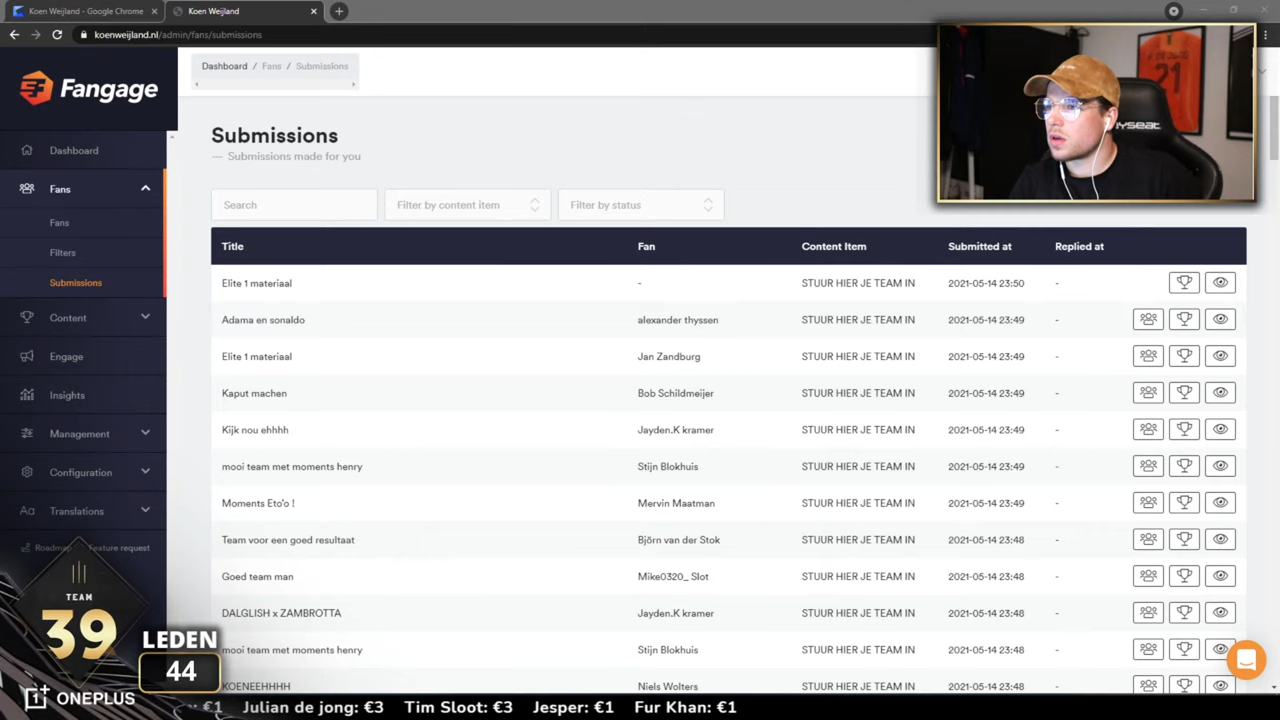 Koen Weijland - Google Chrome
Koen Weijland
koenweijland.nl/admin/fans/submissions
Fangage
Dashboard / Fans / Submissions
Dashboard
Fans
Fans
Filters
Submissions
Content
Engage
Insights
Management
Configuration
Aa Translations
Roadmap
Feature request
Submissions
— Submissions made for you
Search
Filter by content item
Filter by status
Title Fan Content Item Submitted at Replied at
Elite 1 materiaal - STUUR HIER JE TEAM IN 2021-05-14 23:50 -
Adama en sonaldo alexander thyssen STUUR HIER JE TEAM IN 2021-05-14 23:49 -
Elite 1 materiaal Jan Zandburg STUUR HIER JE TEAM IN 2021-05-14 23:49 -
Kaput machen Bob Schildmeijer STUUR HIER JE TEAM IN 2021-05-14 23:49 -
Kijk nou ehhhh Jayden.K kramer STUUR HIER JE TEAM IN 2021-05-14 23:49 -
mooi team met moments henry Stijn Blokhuis STUUR HIER JE TEAM IN 2021-05-14 23:49 -
Moments Eto'o ! Mervin Maatman STUUR HIER JE TEAM IN 2021-05-14 23:49 -
Team voor een goed resultaat Björn van der Stok STUUR HIER JE TEAM IN 2021-05-14 23:48 -
Goed team man Mike0320_ Slot STUUR HIER JE TEAM IN 2021-05-14 23:48 -
DALGLISH x ZAMBROTTA Jayden.K kramer STUUR HIER JE TEAM IN 2021-05-14 23:48 -
mooi team met moments henry Stijn Blokhuis STUUR HIER JE TEAM IN 2021-05-14 23:48 -
KOENEEHHHH Niels Wolters STUUR HIER JE TEAM IN 2021-05-14 23:48 -
21
TEAM
39
LEDEN
44
ONEPLUS
: €1 Julian de jong: €3 Tim Sloot: €3 Jesper: €1 Fur Khan: €1